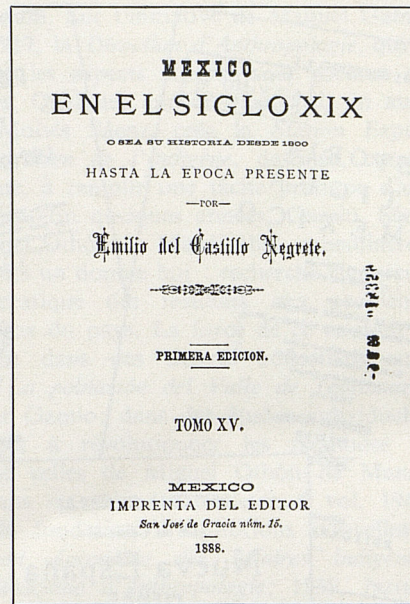 MEXICO
EN EL SIGLO XIX
O SEA SU HISTORIA DESDE 1800
HASTA LA EPOCA PRESENTE
—POR—
Emilio del Castillo Negrete.
PRIMERA EDICION.
TOMO XV.
MEXICO
IMPRENTA DEL EDITOR
San José de Gracia núm. 15.
1888.